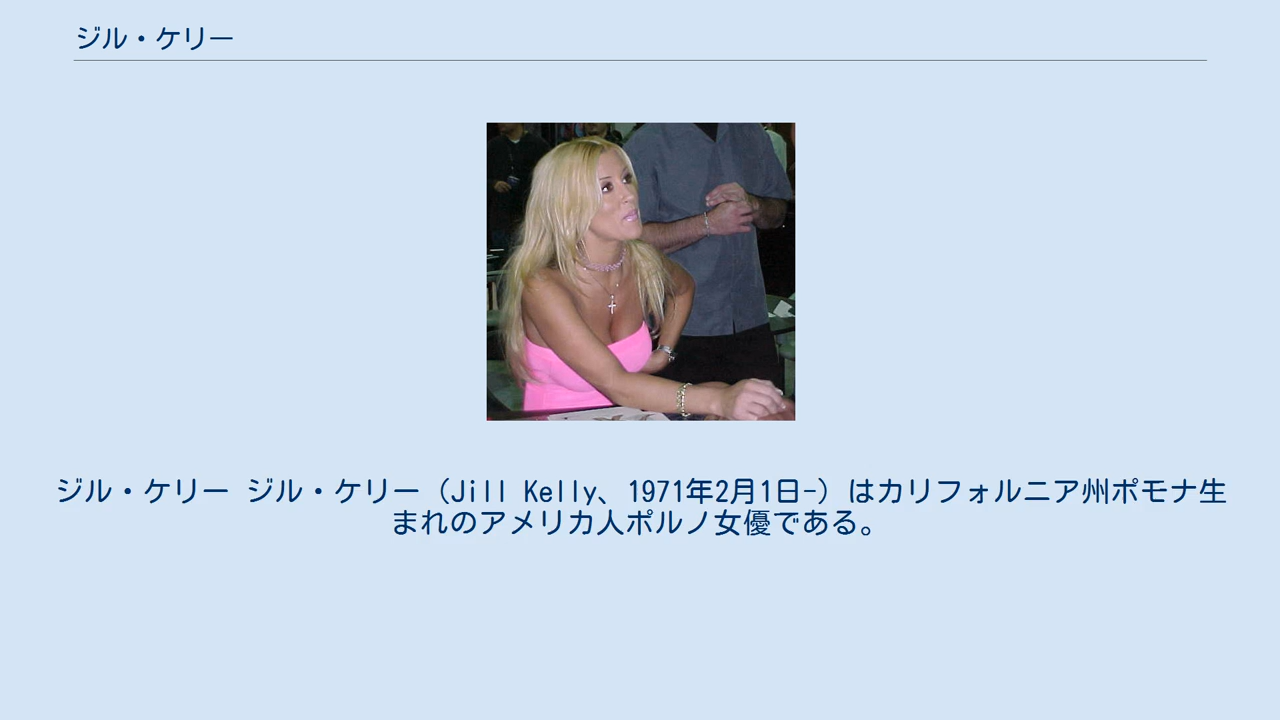 ジル・ケリー
ジル・ケリー ジル・ケリー（Jill Kelly、1971年2月1日-）はカリフォルニア州ポモナ生
まれのアメリカ人ポルノ女優である。